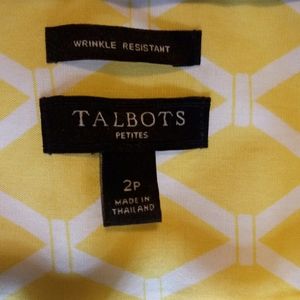 WRINKLE RESISTANT
TALBOTS
PETITES
2P
MADE IN
THAILAND